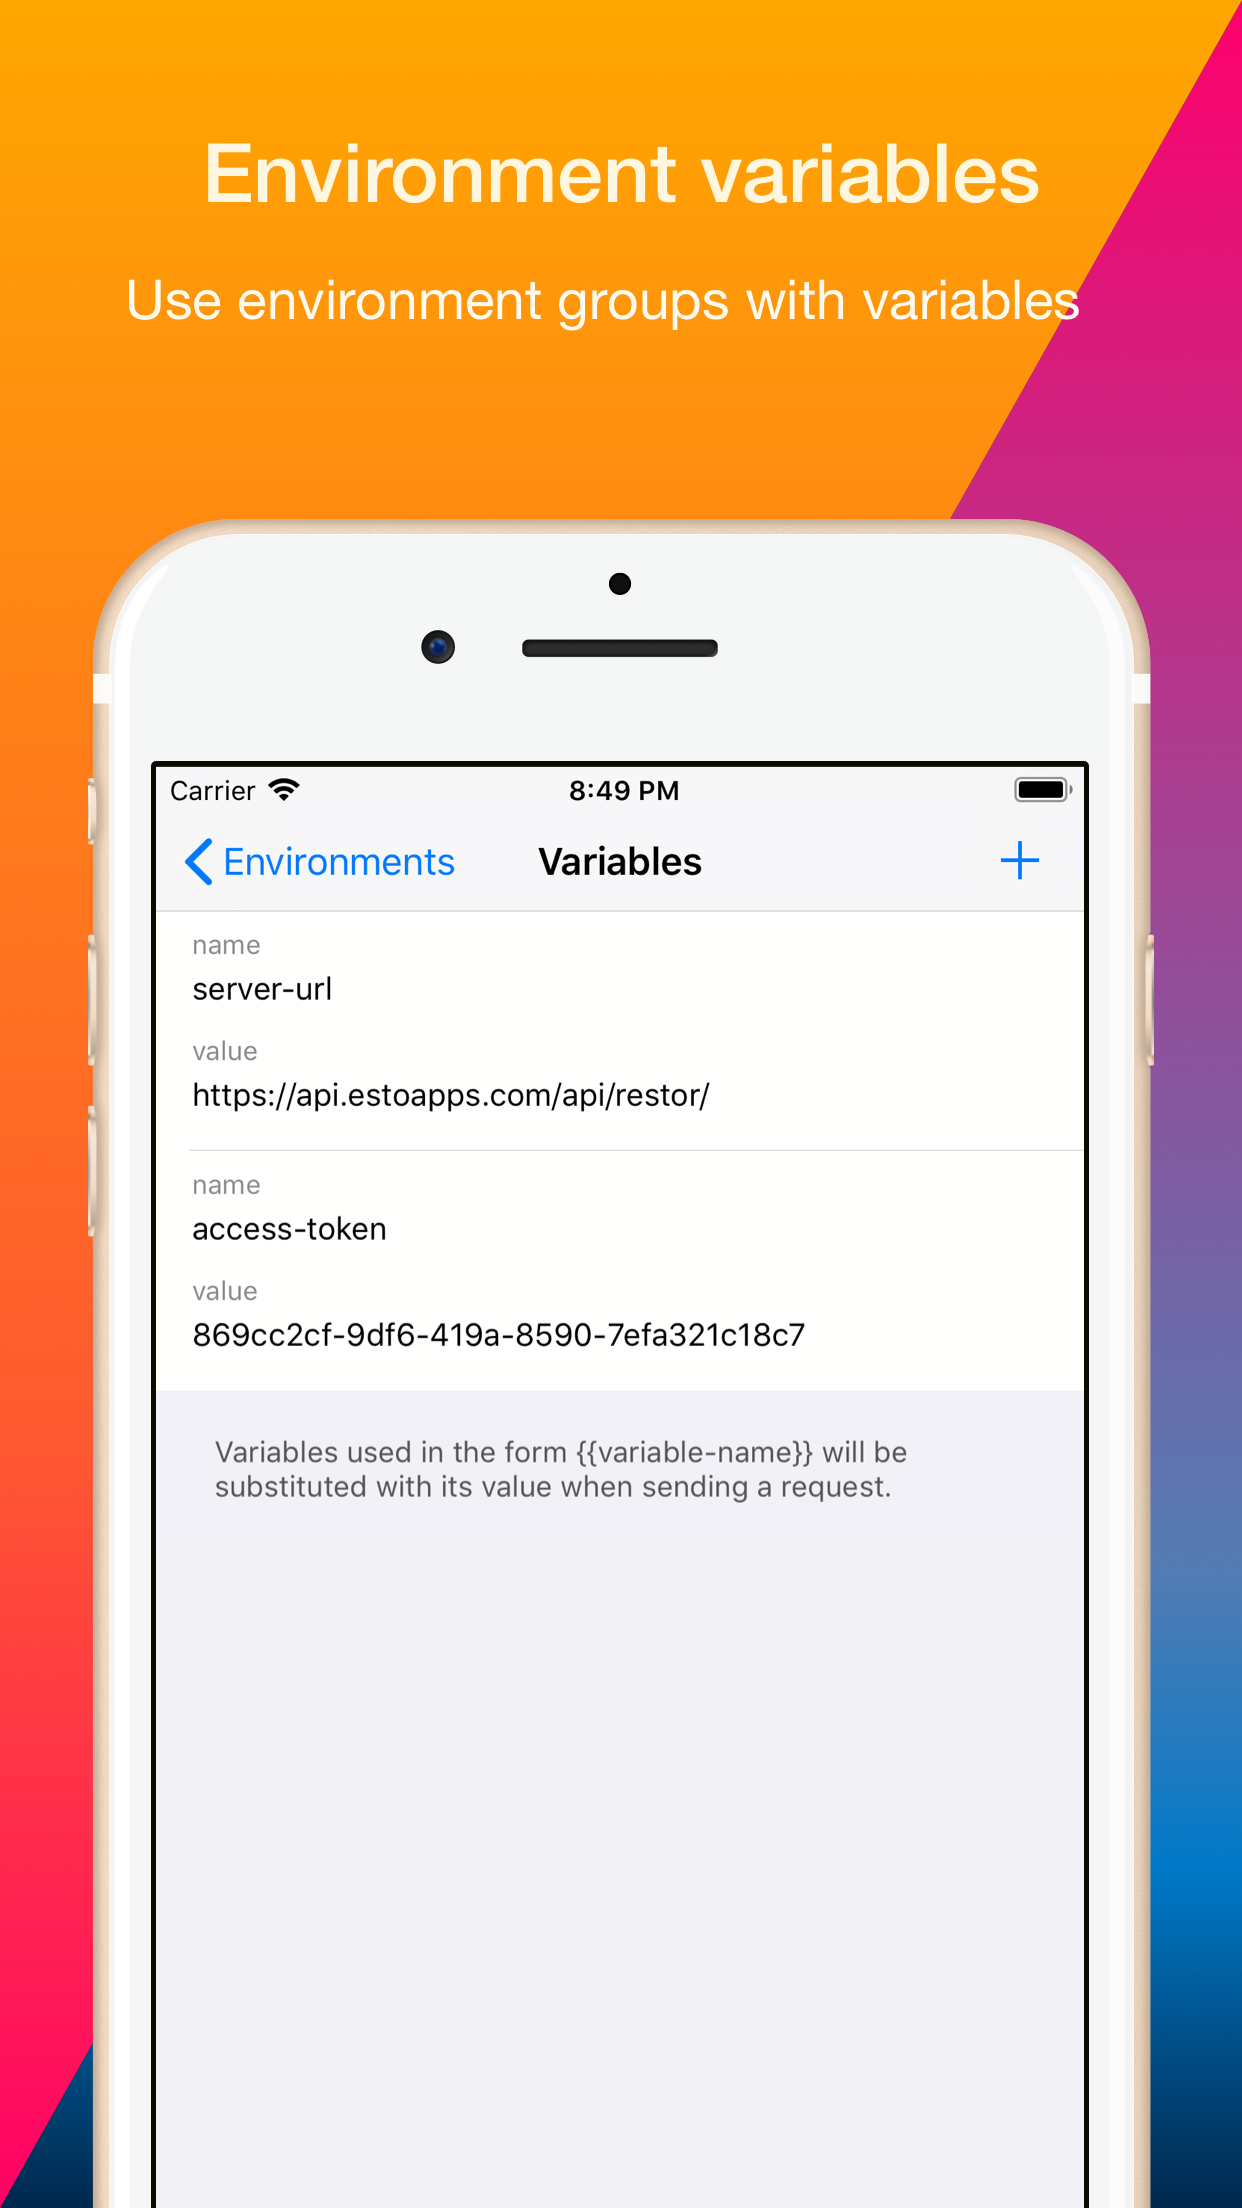 Environment variables
Use environment groups with variables
Carrier 8:49 PM
Environments Variables
name
server-url
value
https://api.estoapps.com/api/restor/
name
access-token
value
869cc2cf-9df6-419a-8590-7efa321c18c7
Variables used in the form {{variable-name}} will be
substituted with its value when sending a request.